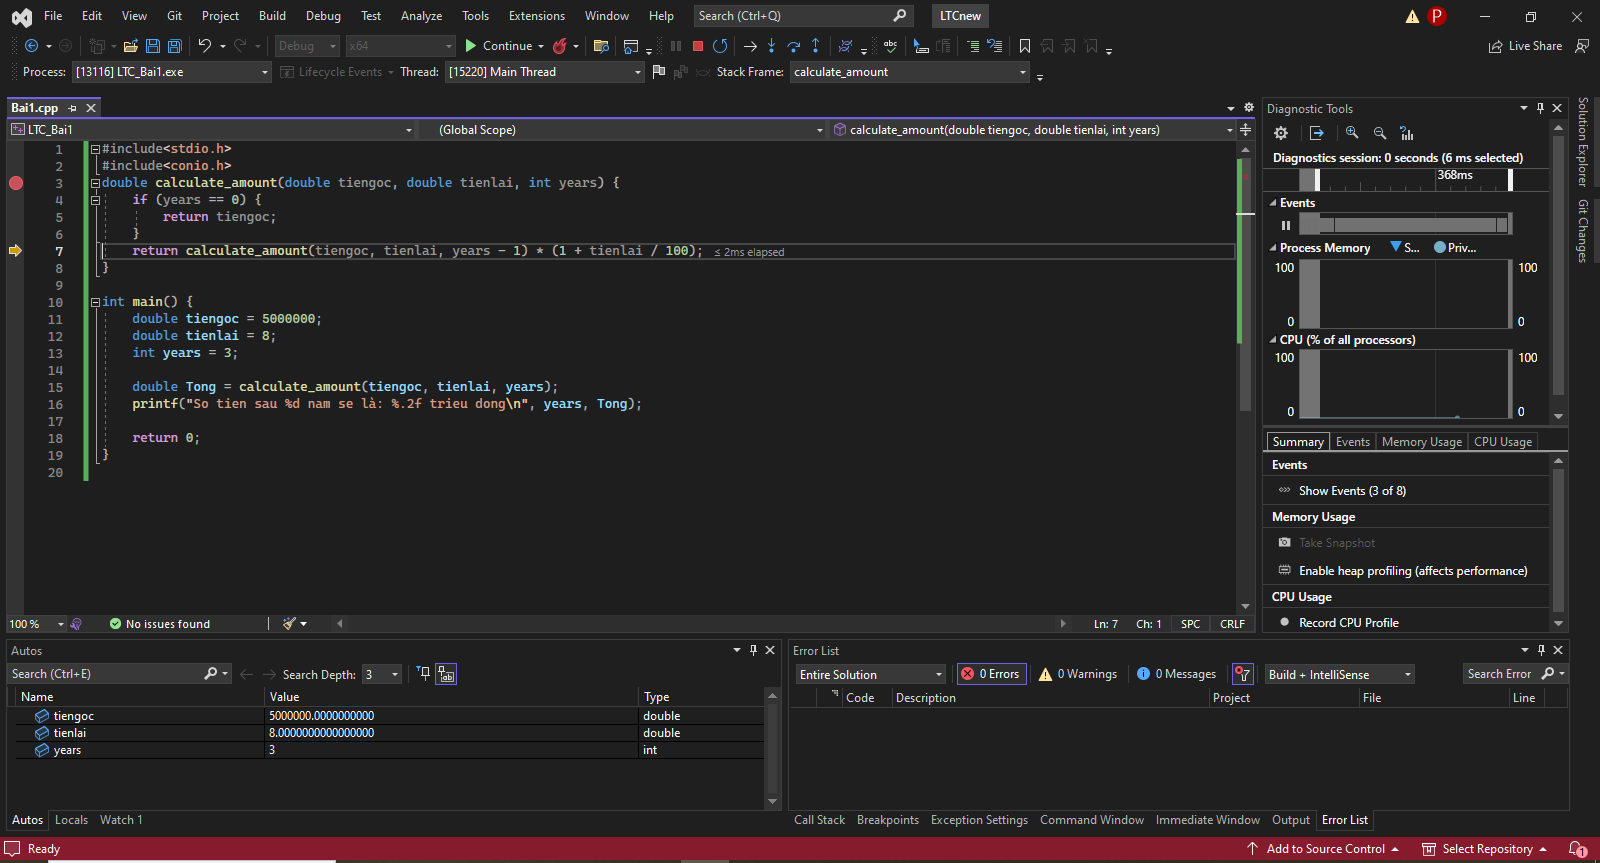 File Edit View Git Project Build Debug Test Analyze Tools Extensions Window Help Search (Ctrl+Q) LTCnew P
Debug x64 Continue Live Share
Process: [13116] LTC_Bai1.exe Lifecycle Events Thread: [15220] Main Thread Stack Frame: calculate_amount
Bai1.cpp
LTC_Bai1 (Global Scope) calculate_amount(double tiengoc, double tienlai, int years)
1 #include<stdio.h>
2 #include<conio.h>
3 double calculate_amount(double tiengoc, double tienlai, int years) {
4 if (years == 0) {
5 return tiengoc;
6 }
7 return calculate_amount(tiengoc, tienlai, years - 1) * (1 + tienlai / 100); ≤ 2ms elapsed
8 }
9
10 int main() {
11 double tiengoc = 5000000;
12 double tienlai = 8;
13 int years = 3;
14
15 double Tong = calculate_amount(tiengoc, tienlai, years);
16 printf("So tien sau %d nam se là: %.2f trieu dong\n", years, Tong);
17
18 return 0;
19 }
20
100 % No issues found Ln: 7 Ch: 1 SPC CRLF
Diagnostic Tools
Diagnostics session: 0 seconds (6 ms selected)
368ms
Events
Process Memory S... Priv...
100 100
0 0
CPU (% of all processors)
100 100
0 0
Summary Events Memory Usage CPU Usage
Events
Show Events (3 of 8)
Memory Usage
Take Snapshot
Enable heap profiling (affects performance)
CPU Usage
Record CPU Profile
Solution Explorer
Git Changes
Autos
Search (Ctrl+E) Search Depth: 3
Name Value Type
tiengoc 5000000.0000000000 double
tienlai 8.0000000000000000 double
years 3 int
Autos Locals Watch 1
Error List
Entire Solution 0 Errors 0 Warnings 0 Messages Build + IntelliSense Search Error
Code Description Project File Line
Call Stack Breakpoints Exception Settings Command Window Immediate Window Output Error List
Ready Add to Source Control Select Repository 1